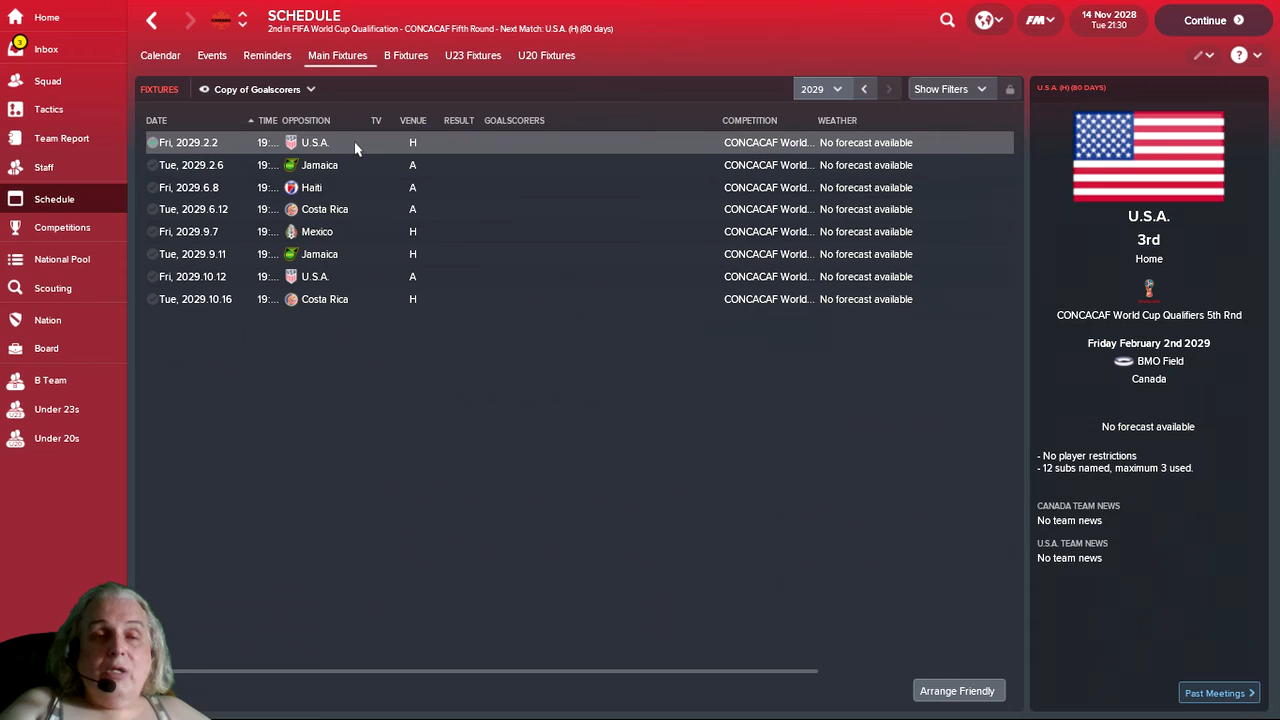 Home
3
Inbox
Squad
Tactics
Team Report
Staff
Schedule
Competitions
National Pool
Scouting
Nation
Board
B Team
Under 23s
Under 20s
SCHEDULE
2nd in FIFA World Cup Qualification - CONCACAF Fifth Round - Next Match: U.S.A. (H) (80 days)
FM
14 Nov 2028
Tue 21:30
Continue
Calendar Events Reminders Main Fixtures B Fixtures U23 Fixtures U20 Fixtures
FIXTURES Copy of Goalscorers 2029 Show Filters
DATE TIME OPPOSITION TV VENUE RESULT GOALSCORERS COMPETITION WEATHER
Fri, 2029.2.2 19:... U.S.A. H CONCACAF World... No forecast available
Tue, 2029.2.6 19:... Jamaica A CONCACAF World... No forecast available
Fri, 2029.6.8 19:... Haiti A CONCACAF World... No forecast available
Tue, 2029.6.12 19:... Costa Rica A CONCACAF World... No forecast available
Fri, 2029.9.7 19:... Mexico H CONCACAF World... No forecast available
Tue, 2029.9.11 19:... Jamaica H CONCACAF World... No forecast available
Fri, 2029.10.12 19:... U.S.A. A CONCACAF World... No forecast available
Tue, 2029.10.16 19:... Costa Rica H CONCACAF World... No forecast available
Arrange Friendly
U.S.A. (H) (80 DAYS)
U.S.A.
3rd
Home
CONCACAF World Cup Qualifiers 5th Rnd
Friday February 2nd 2029
BMO Field
Canada
No forecast available
- No player restrictions
- 12 subs named, maximum 3 used.
CANADA TEAM NEWS
No team news
U.S.A. TEAM NEWS
No team news
Past Meetings